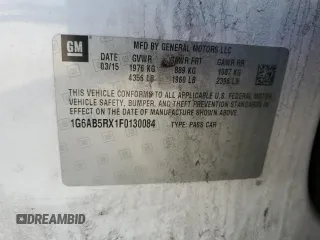 GM
MFD BY GENERAL MOTORS LLC
03/15
GVWR GAWR FRT GAWR RR
1976 KG 889 KG 1087 KG
4356 LB 1960 LB 2396 LB
THIS VEHICLE CONFORMS TO ALL APPLICABLE U.S. FEDERAL MOTOR
VEHICLE SAFETY, BUMPER, AND THEFT PREVENTION STANDARDS IN
EFFECT ON THE DATE OF MANUFACTURE SHOWN ABOVE.
1G6AB5RX1F0130084 TYPE: PASS CAR
DREAMBID